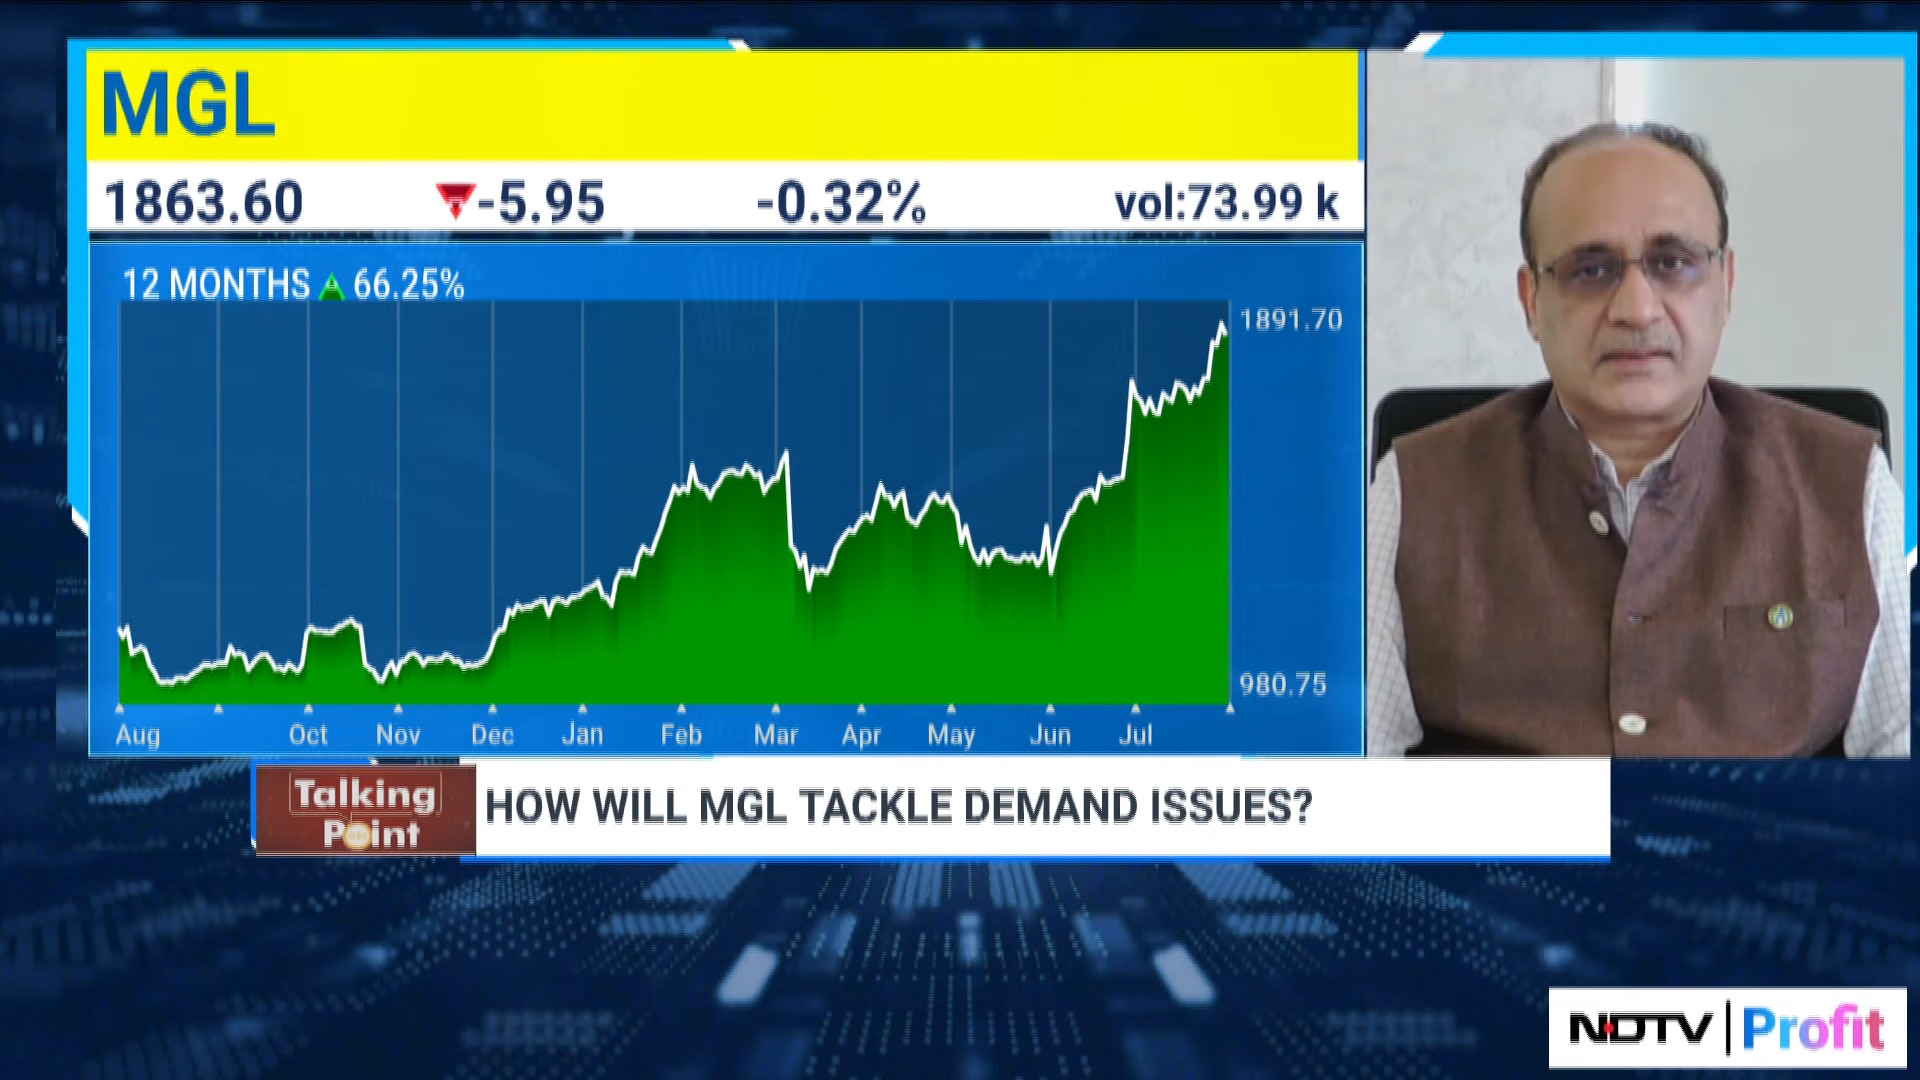 MGL
1863.60 -5.95 -0.32% vol:73.99 k
12 MONTHS 66.25%
1891.70
980.75
Aug Oct Nov Dec Jan Feb Mar Apr May Jun Jul
Talking
Point
HOW WILL MGL TACKLE DEMAND ISSUES?
NDTV Profit